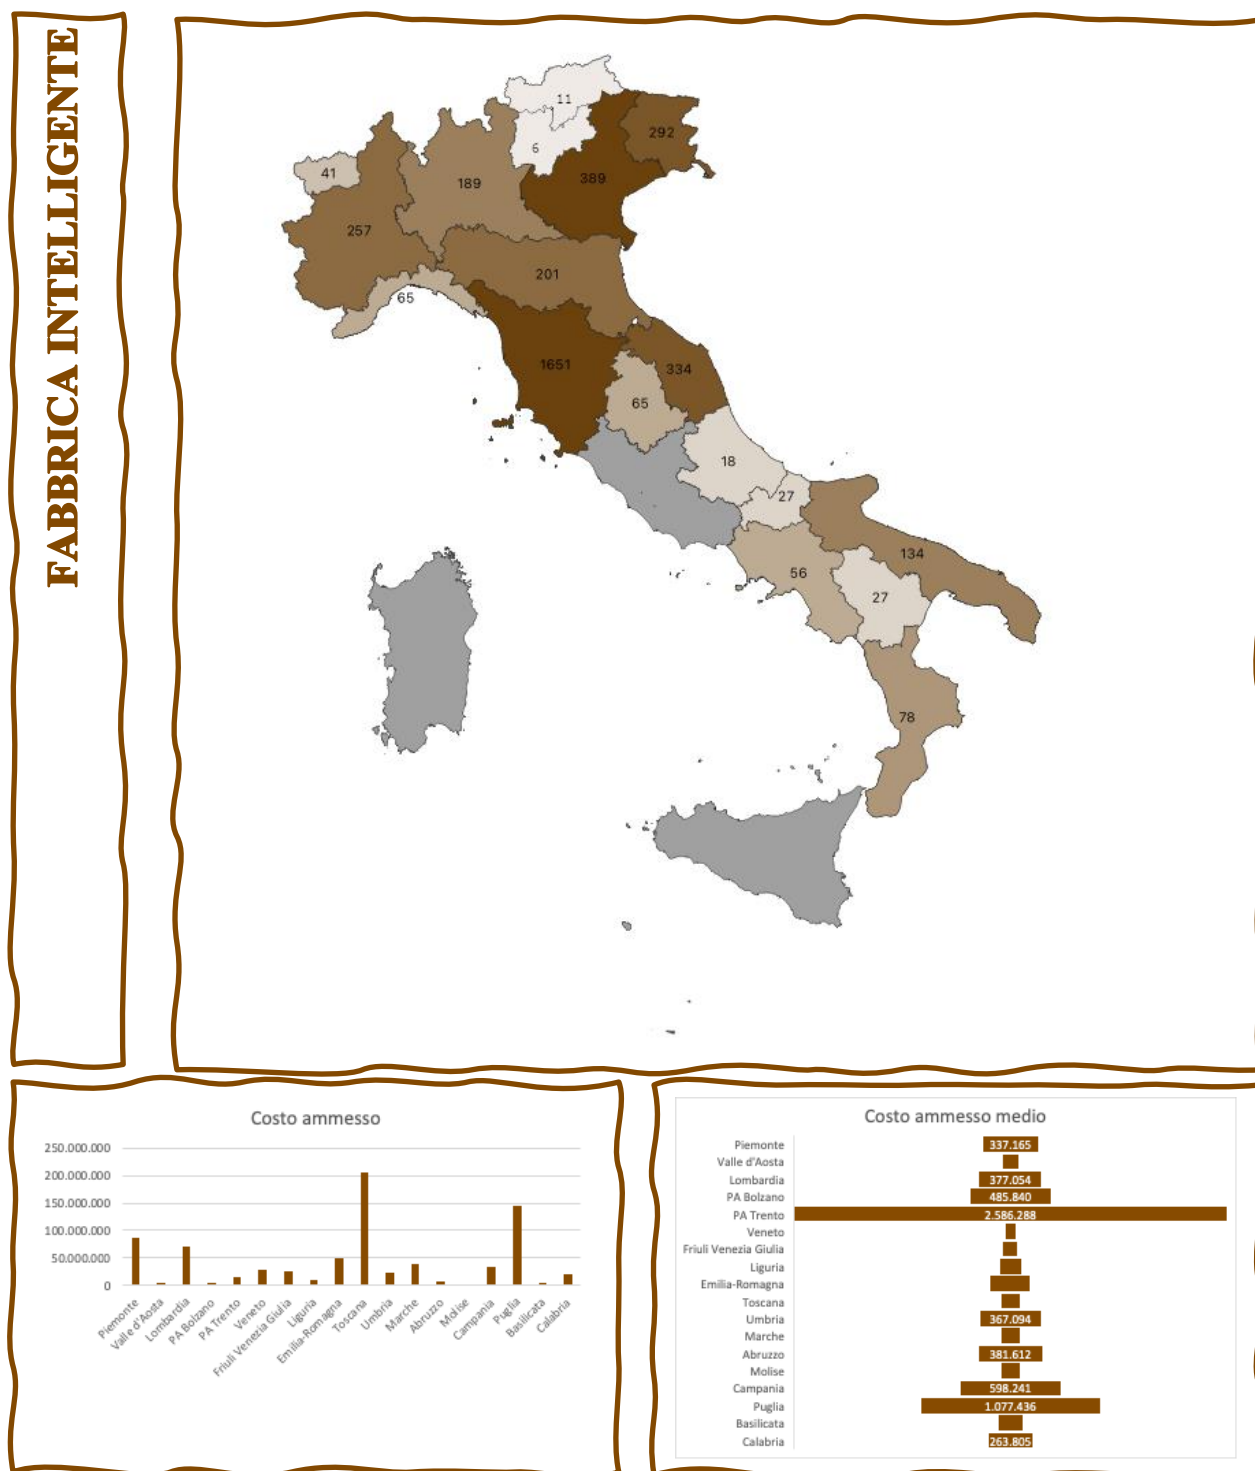 FABBRICA INTELLIGENTE
11
6
292
41
189
389
257
201
65
1651
334
65
18
27
134
56
27
78
Costo ammesso
250.000.000
200.000.000
150.000.000
100.000.000
50.000.000
0
Piemonte
Valle d'Aosta
Lombardia
PA Bolzano
PA Trento
Veneto
Friuli Venezia Giulia
Liguria
Emilia-Romagna
Toscana
Umbria
Marche
Abruzzo
Molise
Campania
Puglia
Basilicata
Calabria
Costo ammesso medio
Piemonte 337.165
Valle d'Aosta
Lombardia 377.054
PA Bolzano 485.840
PA Trento 2.586.288
Veneto
Friuli Venezia Giulia
Liguria
Emilia-Romagna
Toscana
Umbria 367.094
Marche
Abruzzo 381.612
Molise
Campania 598.241
Puglia 1.077.436
Basilicata
Calabria 263.805